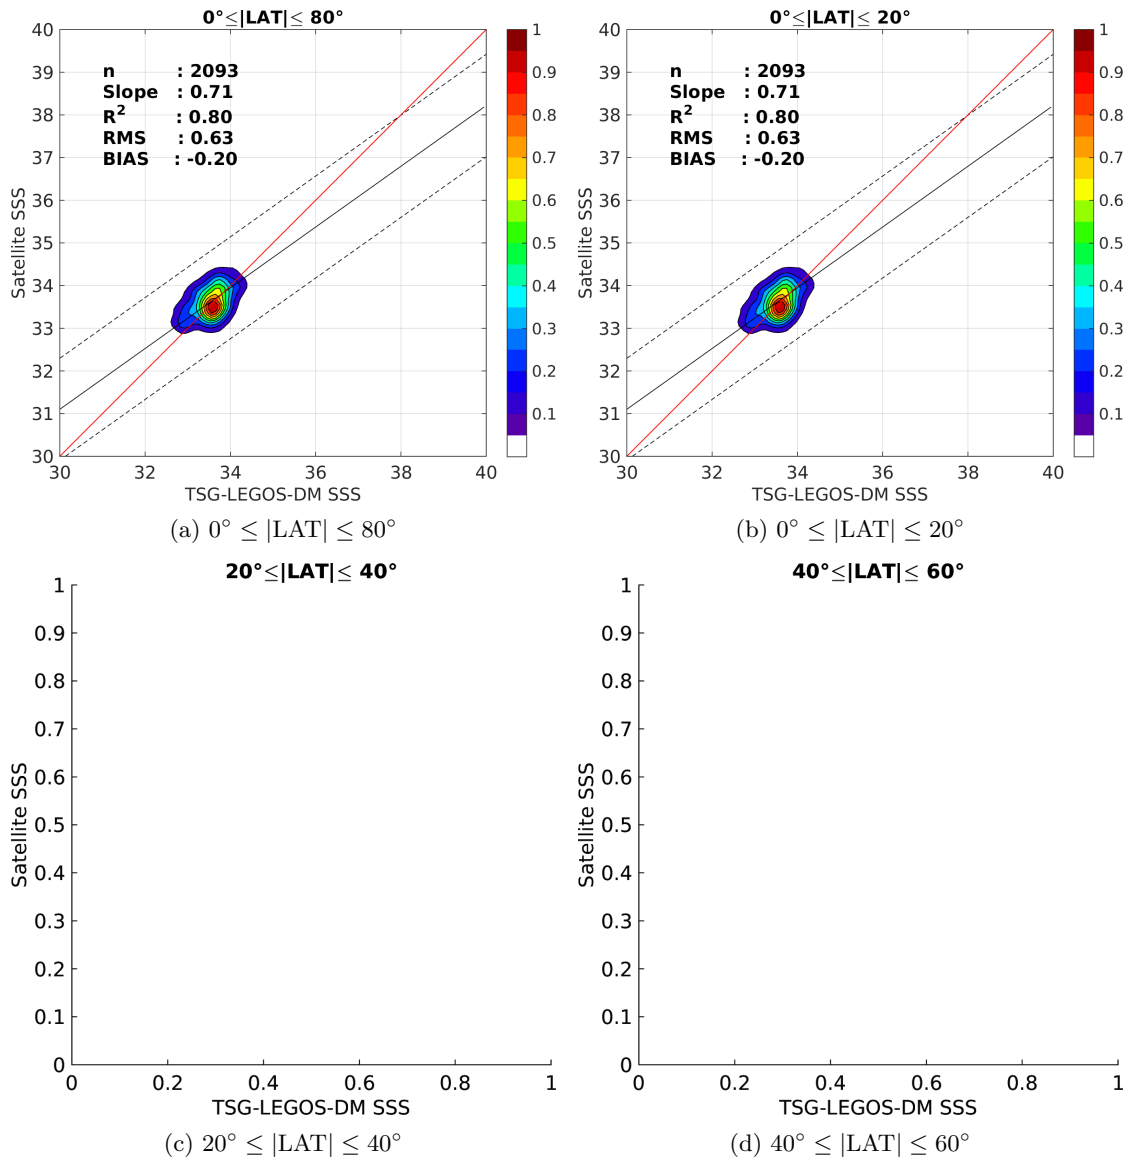 0°≤|LAT|≤ 80°
40
39
38
37
36
35
34
33
32
31
30
n : 2093
Slope : 0.71
R² : 0.80
RMS : 0.63
BIAS : -0.20
Satellite SSS
30 32 34 36 38 40
TSG-LEGOS-DM SSS
1
0.9
0.8
0.7
0.6
0.5
0.4
0.3
0.2
0.1
(a) 0° ≤ |LAT| ≤ 80°
0°≤|LAT|≤ 20°
40
39
38
37
36
35
34
33
32
31
30
n : 2093
Slope : 0.71
R² : 0.80
RMS : 0.63
BIAS : -0.20
Satellite SSS
30 32 34 36 38 40
TSG-LEGOS-DM SSS
1
0.9
0.8
0.7
0.6
0.5
0.4
0.3
0.2
0.1
(b) 0° ≤ |LAT| ≤ 20°
20°≤|LAT|≤ 40°
1
0.9
0.8
0.7
0.6
0.5
0.4
0.3
0.2
0.1
0
Satellite SSS
0 0.2 0.4 0.6 0.8 1
TSG-LEGOS-DM SSS
(c) 20° ≤ |LAT| ≤ 40°
40°≤|LAT|≤ 60°
1
0.9
0.8
0.7
0.6
0.5
0.4
0.3
0.2
0.1
0
Satellite SSS
0 0.2 0.4 0.6 0.8 1
TSG-LEGOS-DM SSS
(d) 40° ≤ |LAT| ≤ 60°